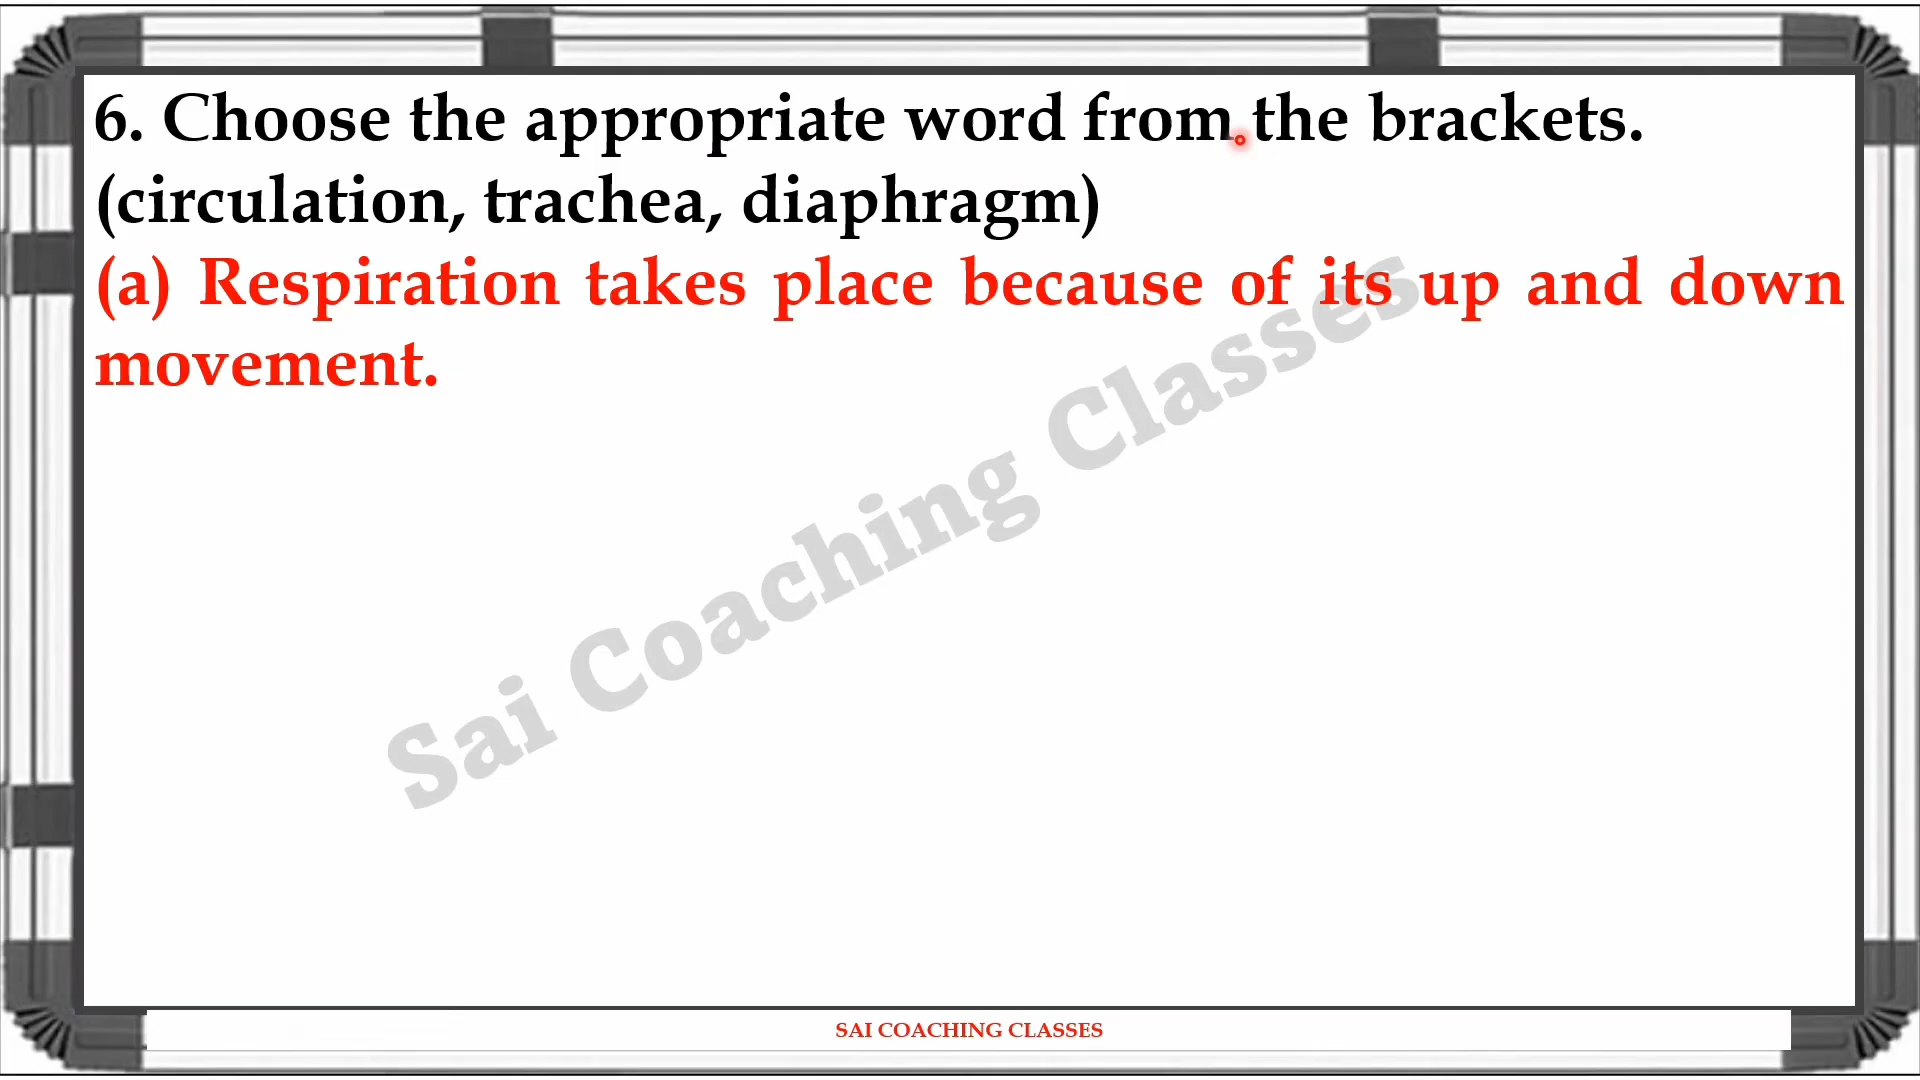 6. Choose the appropriate word from the brackets.
(circulation, trachea, diaphragm)
(a) Respiration takes place because of its up and down
movement.
Sai Coaching Classes
SAI COACHING CLASSES